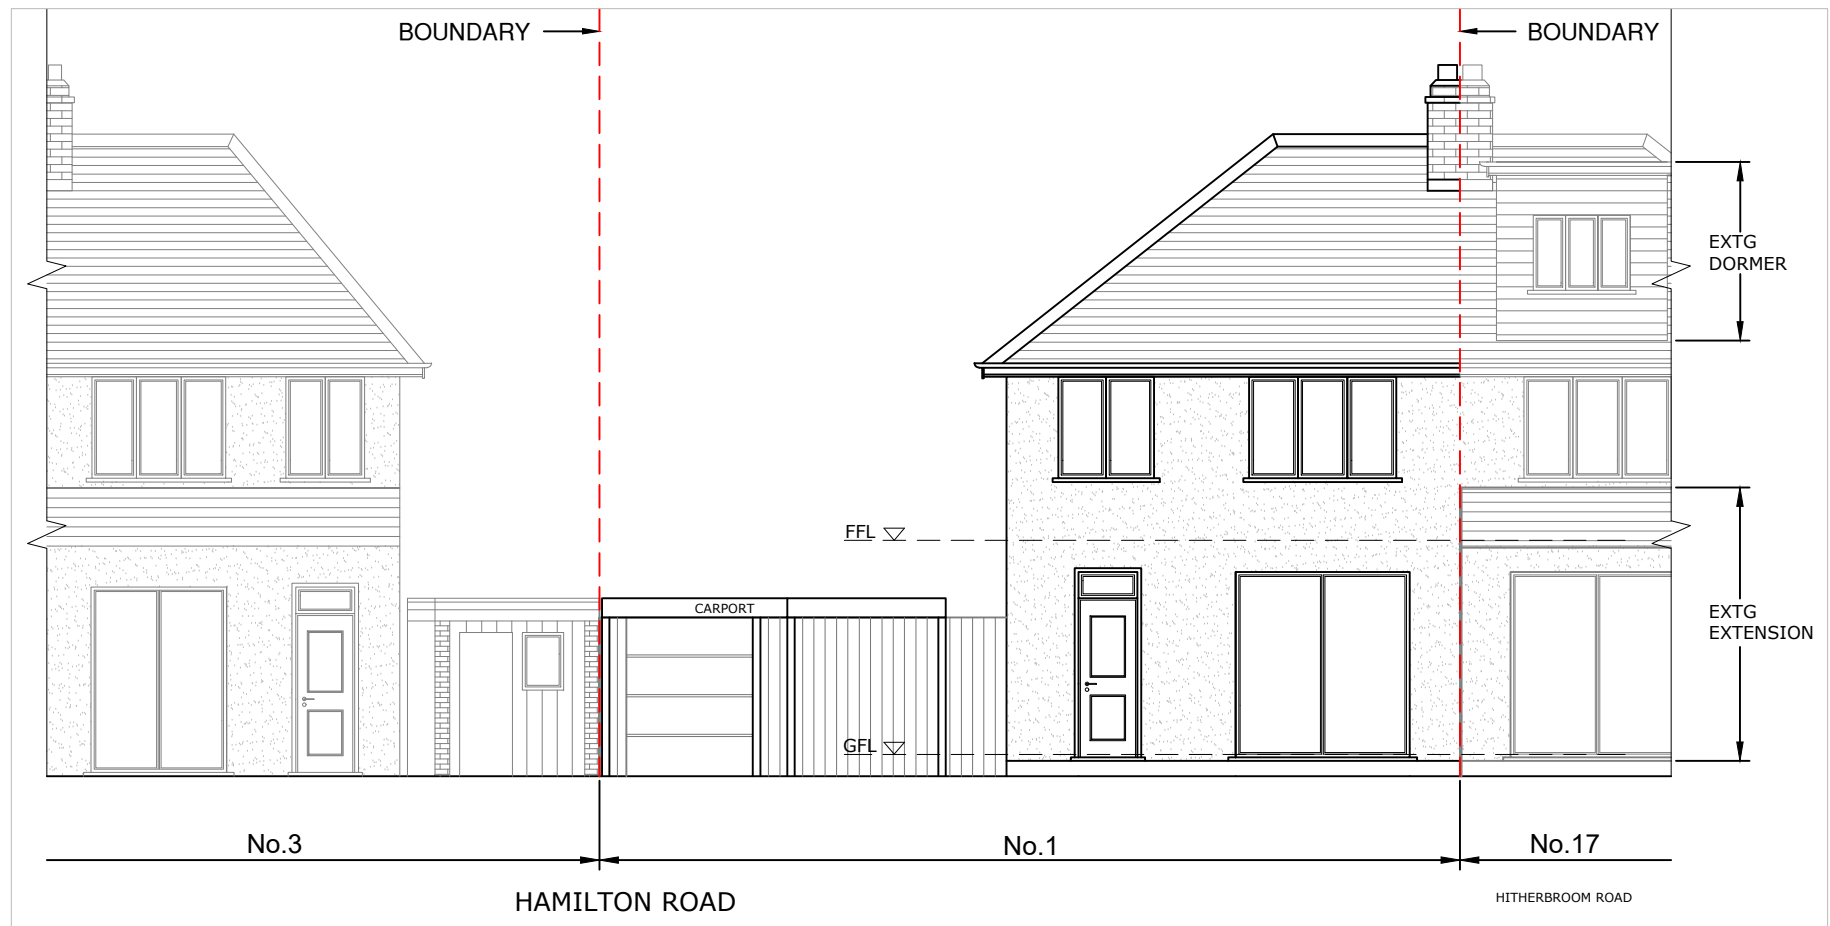 BOUNDARY
BOUNDARY
EXTG
DORMER
FFL
CARPORT
EXTG
EXTENSION
GFL
No.3
No.1
No.17
HAMILTON ROAD
HITHERBROOM ROAD